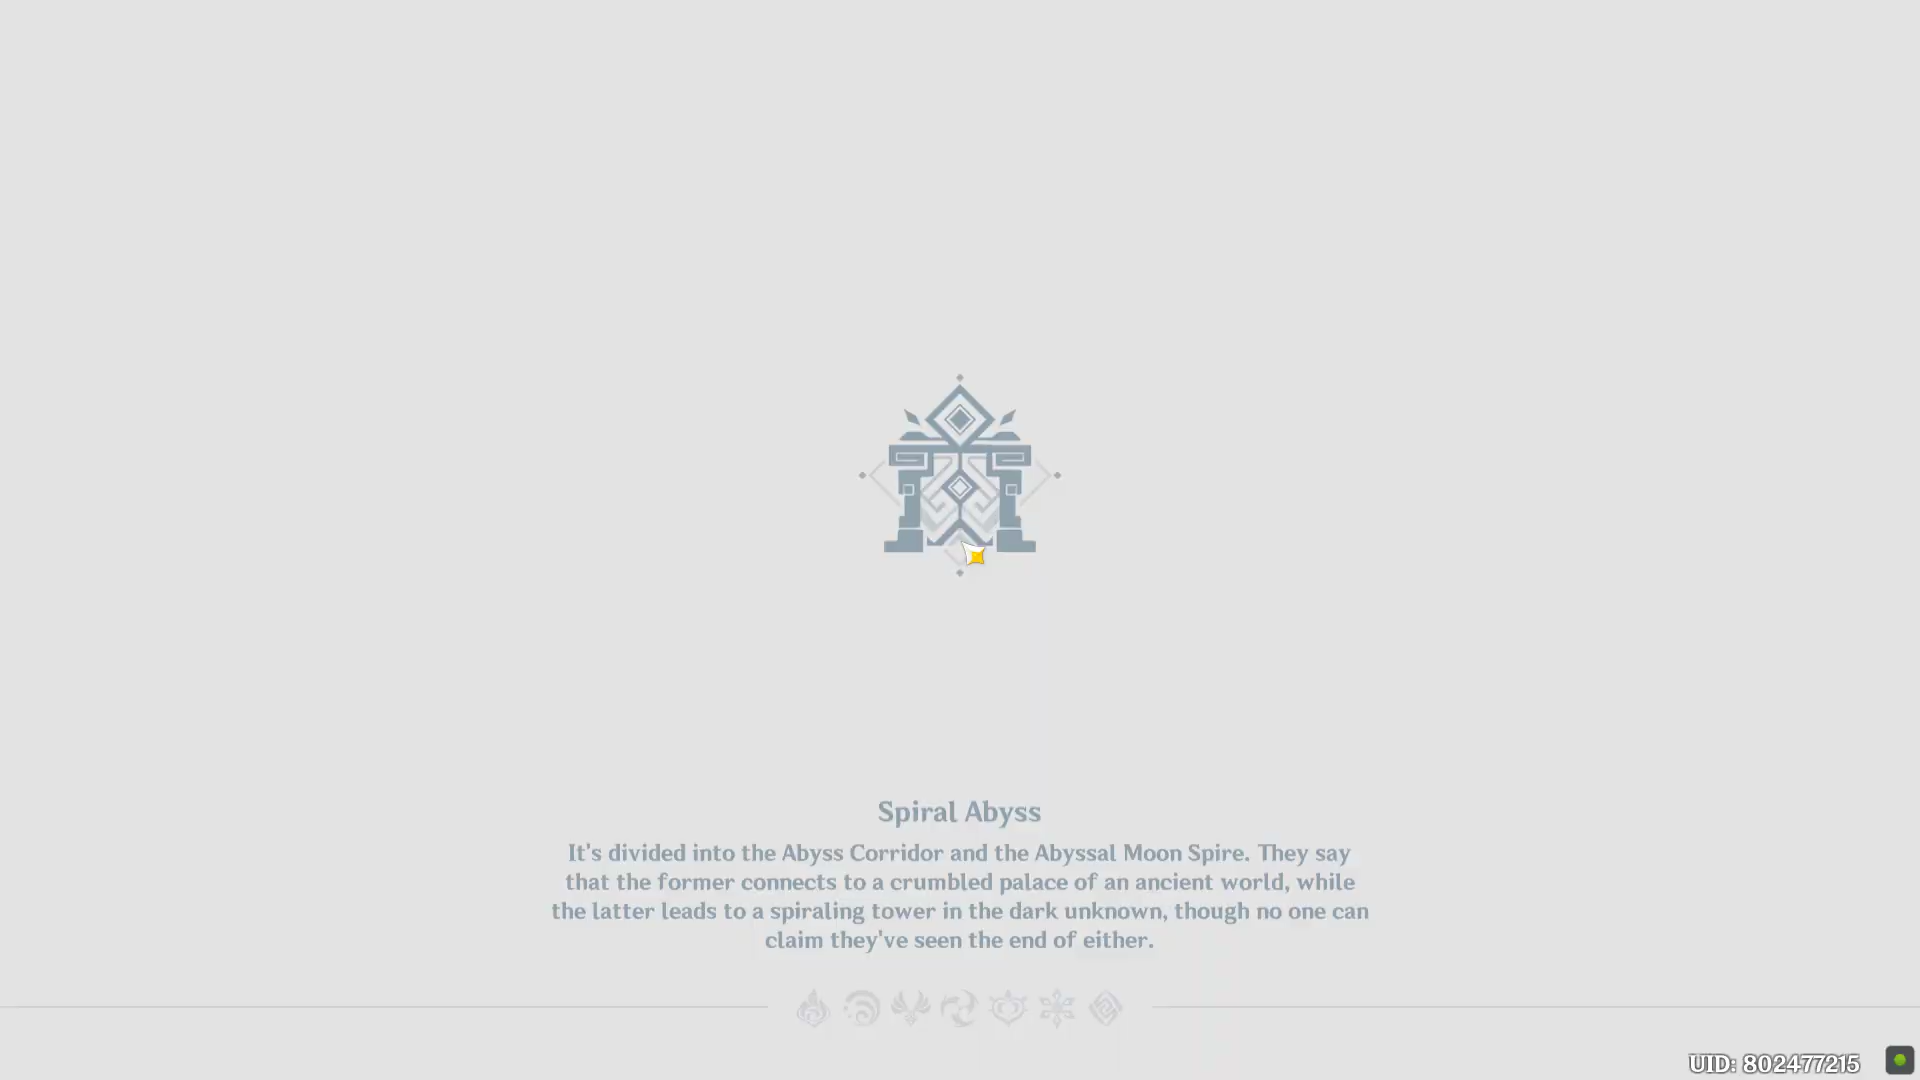 Spiral Abyss
It's divided into the Abyss Corridor and the Abyssal Moon Spire. They say
that the former connects to a crumbled palace of an ancient world, while
the latter leads to a spiraling tower in the dark unknown, though no one can
claim they've seen the end of either.
UID: 802477215